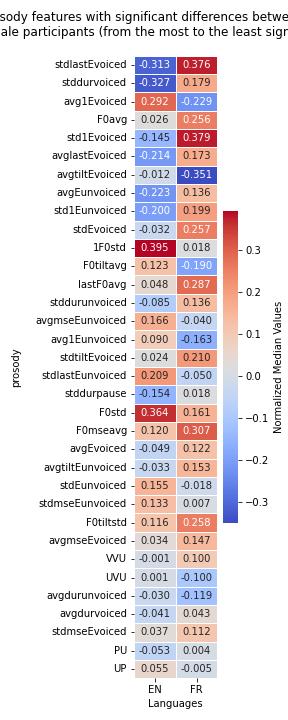 sody features with significant differences betwe
ale participants (from the most to the least sigr
stdlastEvoiced -0.313 0.376
stddurvoiced -0.327 0.179
avg1Evoiced 0.292 -0.229
F0avg 0.026 0.256
std1Evoiced -0.145 0.379
avglastEvoiced -0.214 0.173
avgtiltEvoiced -0.012 -0.351
avgEunvoiced -0.223 0.136
std1Eunvoiced -0.200 0.199
stdEvoiced -0.032 0.257
1F0std 0.395 0.018
F0tiltavg 0.123 -0.190
lastF0avg 0.048 0.287
stddurunvoiced -0.085 0.136
avgmseEunvoiced 0.166 -0.040
avg1Eunvoiced 0.090 -0.163
stdtiltEvoiced 0.024 0.210
stdlastEunvoiced 0.209 -0.050
stddurpause -0.154 0.018
F0std 0.364 0.161
F0mseavg 0.120 0.307
avgEvoiced -0.049 0.122
avgtiltEunvoiced -0.033 0.153
stdEunvoiced 0.155 -0.018
stdmseEunvoiced 0.133 0.007
F0tiltstd 0.116 0.258
avgmseEvoiced 0.034 0.147
VVU -0.001 0.100
UVU 0.001 -0.100
avgdurunvoiced -0.030 -0.119
avgdurvoiced -0.041 0.043
stdmseEvoiced 0.037 0.112
PU -0.053 0.004
UP 0.055 -0.005
EN FR
Languages
prosody
0.3
0.2
0.1
0.0
−0.1
−0.2
−0.3
Normalized Median Values